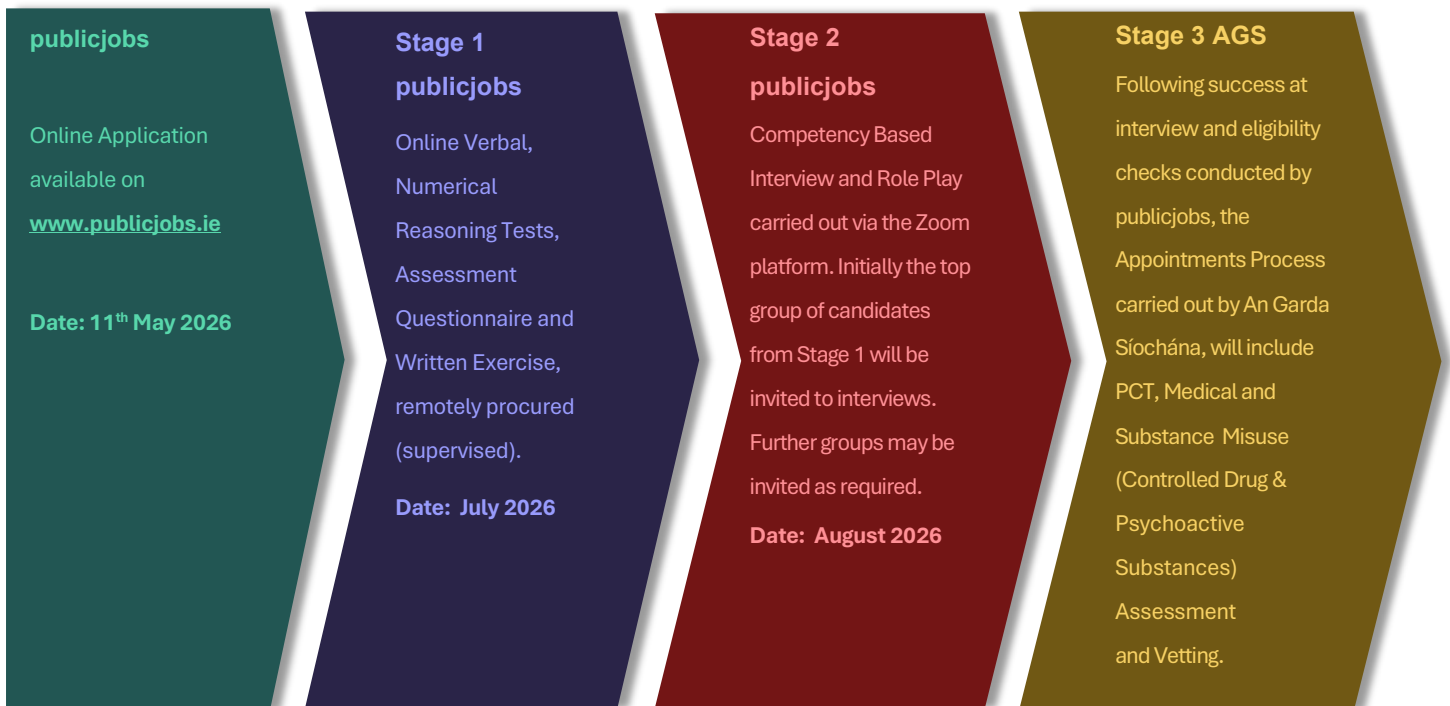 publicjobs
Online Application
available on
www.publicjobs.ie
Date: 11th May 2026
Stage 1
publicjobs
Online Verbal,
Numerical
Reasoning Tests,
Assessment
Questionnaire and
Written Exercise,
remotely procured
(supervised).
Date: July 2026
Stage 2
publicjobs
Competency Based
Interview and Role Play
carried out via the Zoom
platform. Initially the top
group of candidates
from Stage 1 will be
invited to interviews.
Further groups may be
invited as required.
Date: August 2026
Stage 3 AGS
Following success at
interview and eligibility
checks conducted by
publicjobs, the
Appointments Process
carried out by An Garda
Síochána, will include
PCT, Medical and
Substance Misuse
(Controlled Drug &
Psychoactive
Substances)
Assessment
and Vetting.